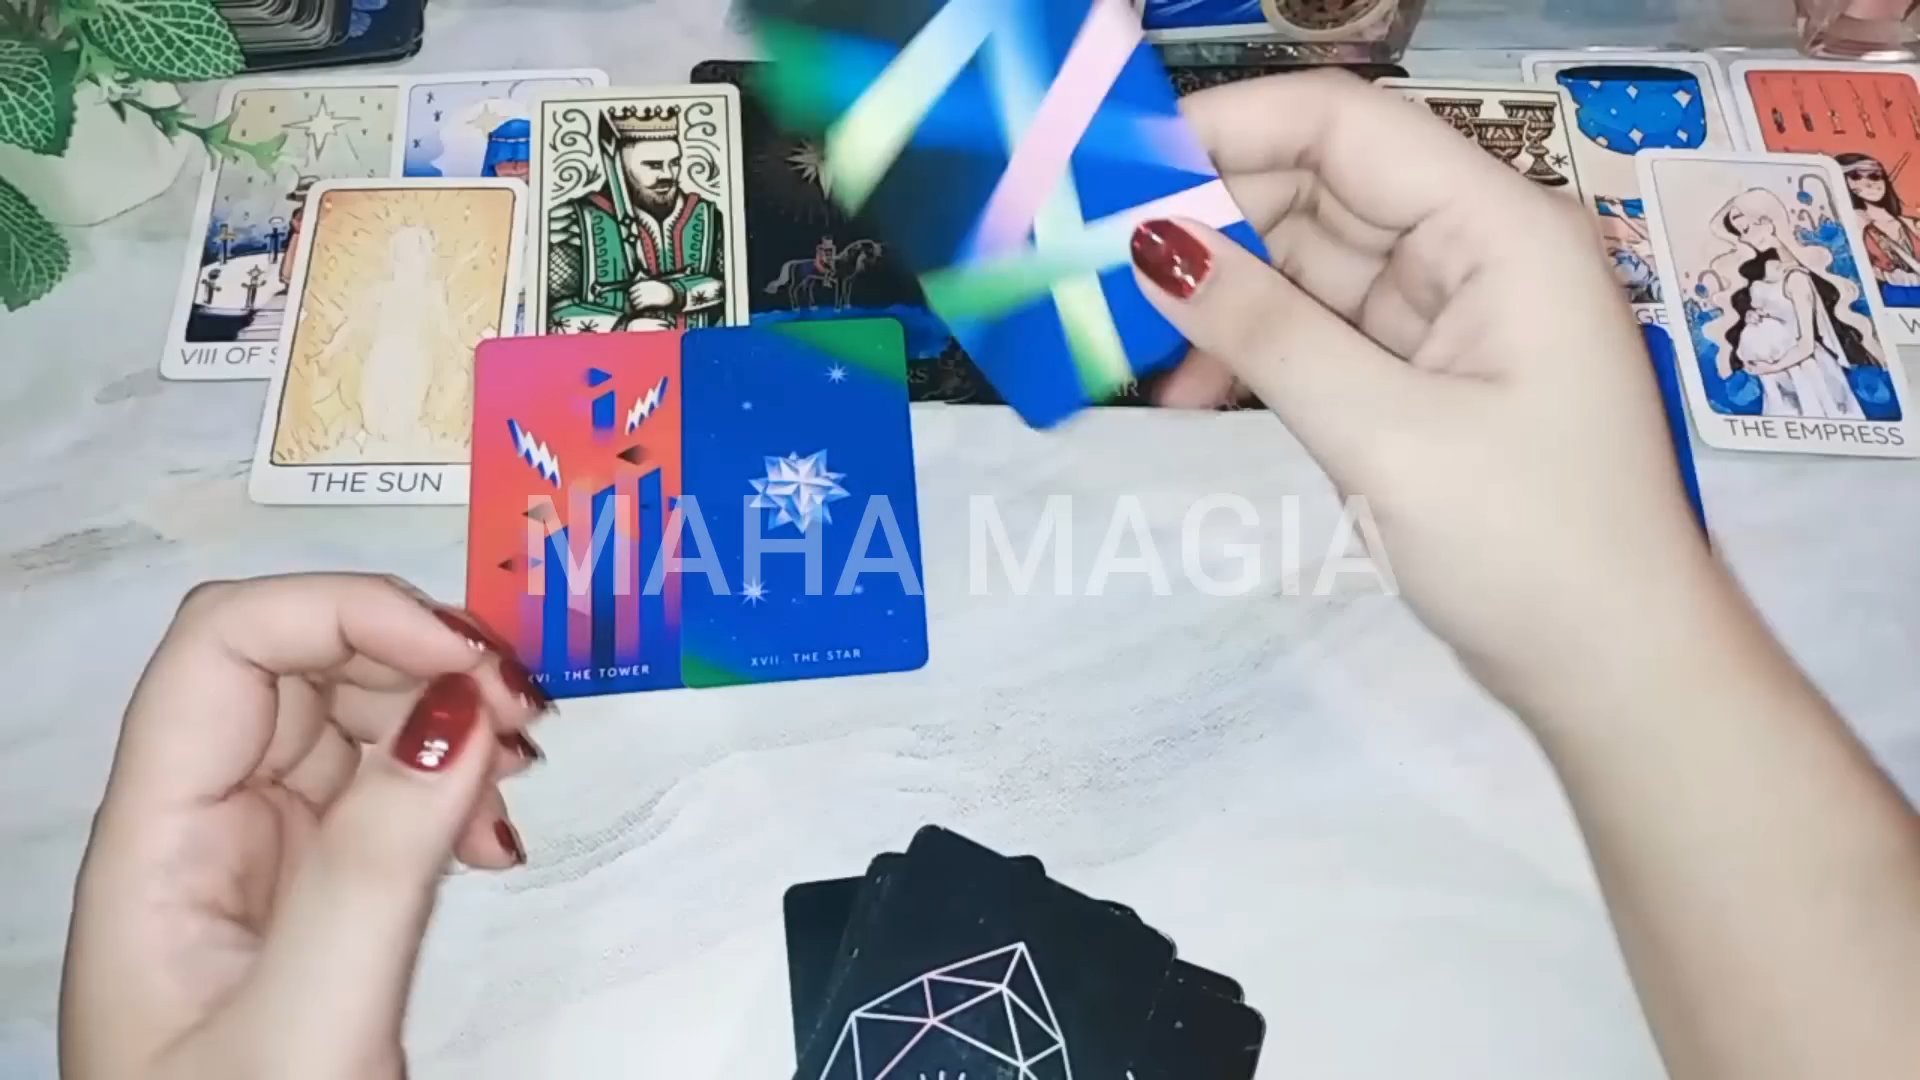 VIII OF S
THE SUN
XVI. THE TOWER
XVII. THE STAR
THE EMPRESS
MAHA MAGIA